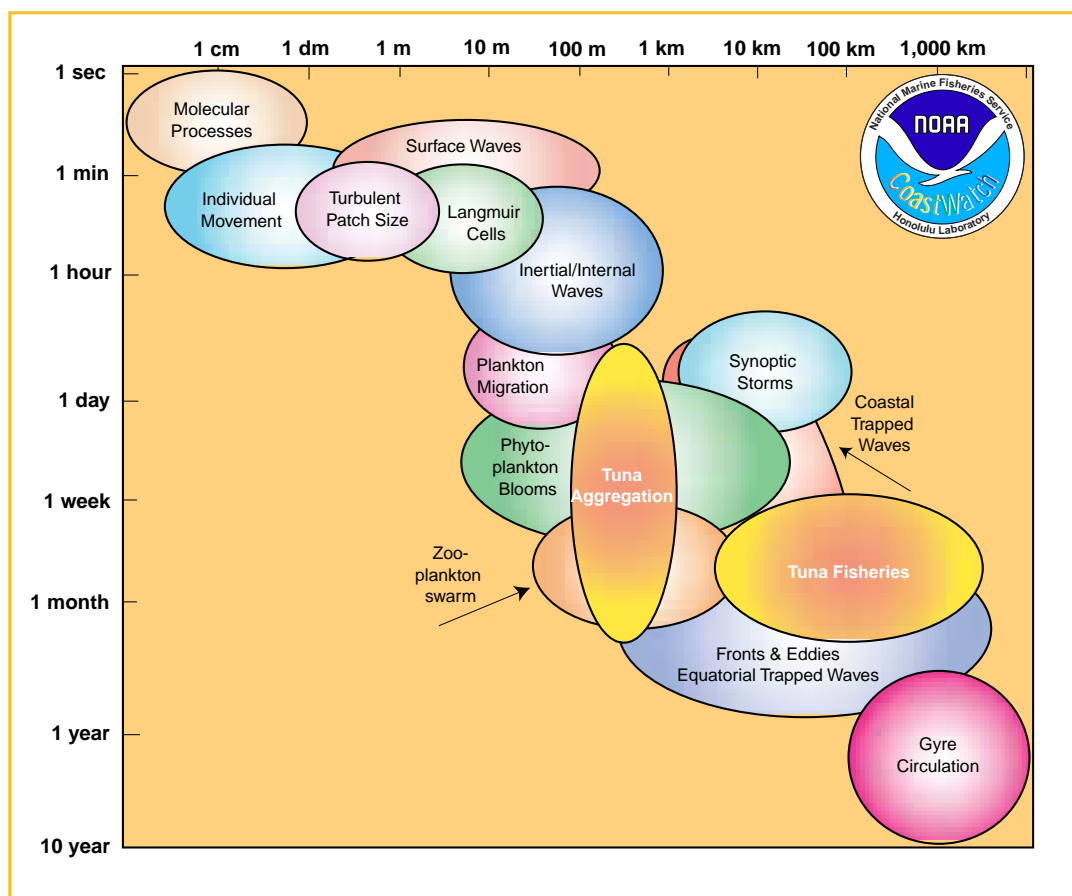 1 cm 1 dm 1 m 10 m 100 m 1 km 10 km 100 km 1,000 km
1 sec
1 min
1 hour
1 day
1 week
1 month
1 year
10 year
Molecular
Processes
Surface Waves
Individual
Movement
Turbulent
Patch Size
Langmuir
Cells
Inertial/Internal
Waves
Plankton
Migration
Synoptic
Storms
Coastal
Trapped
Waves
Phyto-
plankton
Blooms
Tuna
Aggregation
Zoo-
plankton
swarm
Tuna Fisheries
Fronts & Eddies
Equatorial Trapped Waves
Gyre
Circulation
National Marine Fisheries Service
NOAA
CoastWatch
Honolulu Laboratory